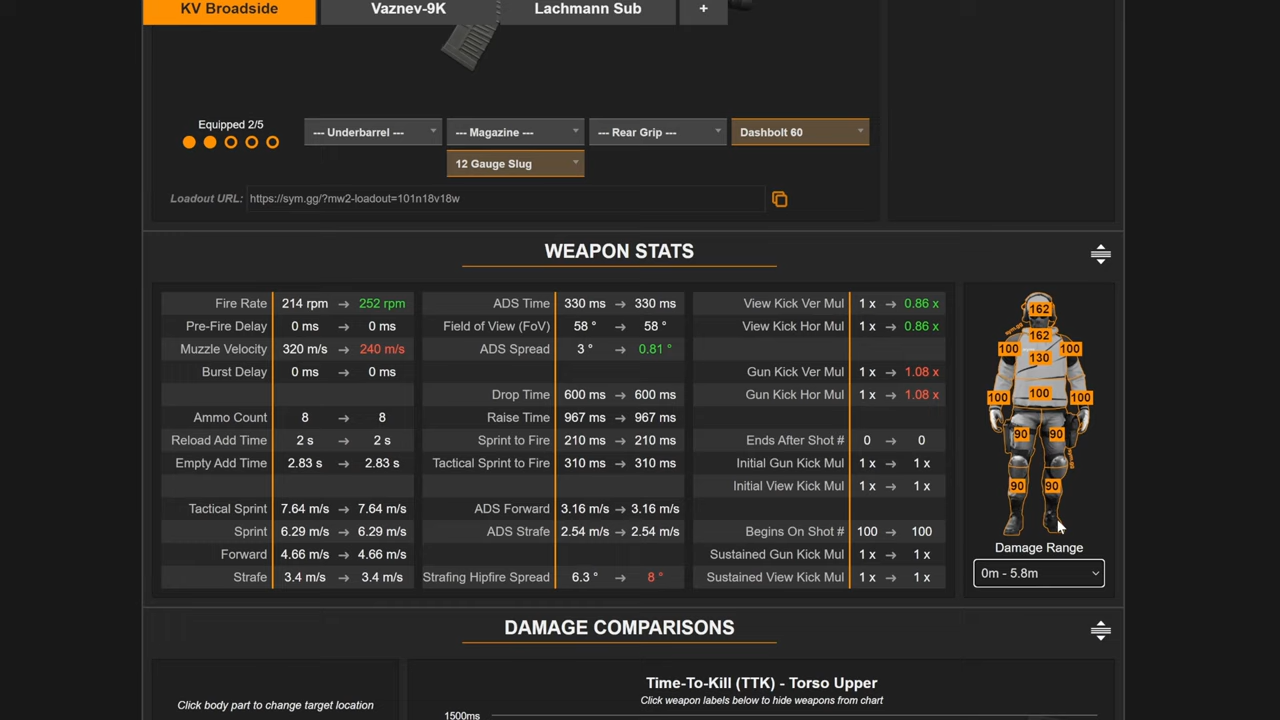 KV Broadside Vaznev-9K Lachmann Sub +
Equipped 2/5
--- Underbarrel --- --- Magazine --- --- Rear Grip --- Dashbolt 60
12 Gauge Slug
Loadout URL: https://sym.gg/?mw2-loadout=101n18v18w
WEAPON STATS
Fire Rate 214 rpm → 252 rpm
Pre-Fire Delay 0 ms → 0 ms
Muzzle Velocity 320 m/s → 240 m/s
Burst Delay 0 ms → 0 ms
Ammo Count 8 → 8
Reload Add Time 2 s → 2 s
Empty Add Time 2.83 s → 2.83 s
Tactical Sprint 7.64 m/s → 7.64 m/s
Sprint 6.29 m/s → 6.29 m/s
Forward 4.66 m/s → 4.66 m/s
Strafe 3.4 m/s → 3.4 m/s
ADS Time 330 ms → 330 ms
Field of View (FoV) 58 ° → 58 °
ADS Spread 3 ° → 0.81 °
Drop Time 600 ms → 600 ms
Raise Time 967 ms → 967 ms
Sprint to Fire 210 ms → 210 ms
Tactical Sprint to Fire 310 ms → 310 ms
ADS Forward 3.16 m/s → 3.16 m/s
ADS Strafe 2.54 m/s → 2.54 m/s
Strafing Hipfire Spread 6.3 ° → 8 °
View Kick Ver Mul 1 x → 0.86 x
View Kick Hor Mul 1 x → 0.86 x
Gun Kick Ver Mul 1 x → 1.08 x
Gun Kick Hor Mul 1 x → 1.08 x
Ends After Shot # 0 → 0
Initial Gun Kick Mul 1 x → 1 x
Initial View Kick Mul 1 x → 1 x
Begins On Shot # 100 → 100
Sustained Gun Kick Mul 1 x → 1 x
Sustained View Kick Mul 1 x → 1 x
162
sym.gg
162
100 100
130
100
100 100
90 90
sym.gg
90 90
Damage Range
0m - 5.8m
DAMAGE COMPARISONS
Click body part to change target location
Time-To-Kill (TTK) - Torso Upper
Click weapon labels below to hide weapons from chart
1500ms